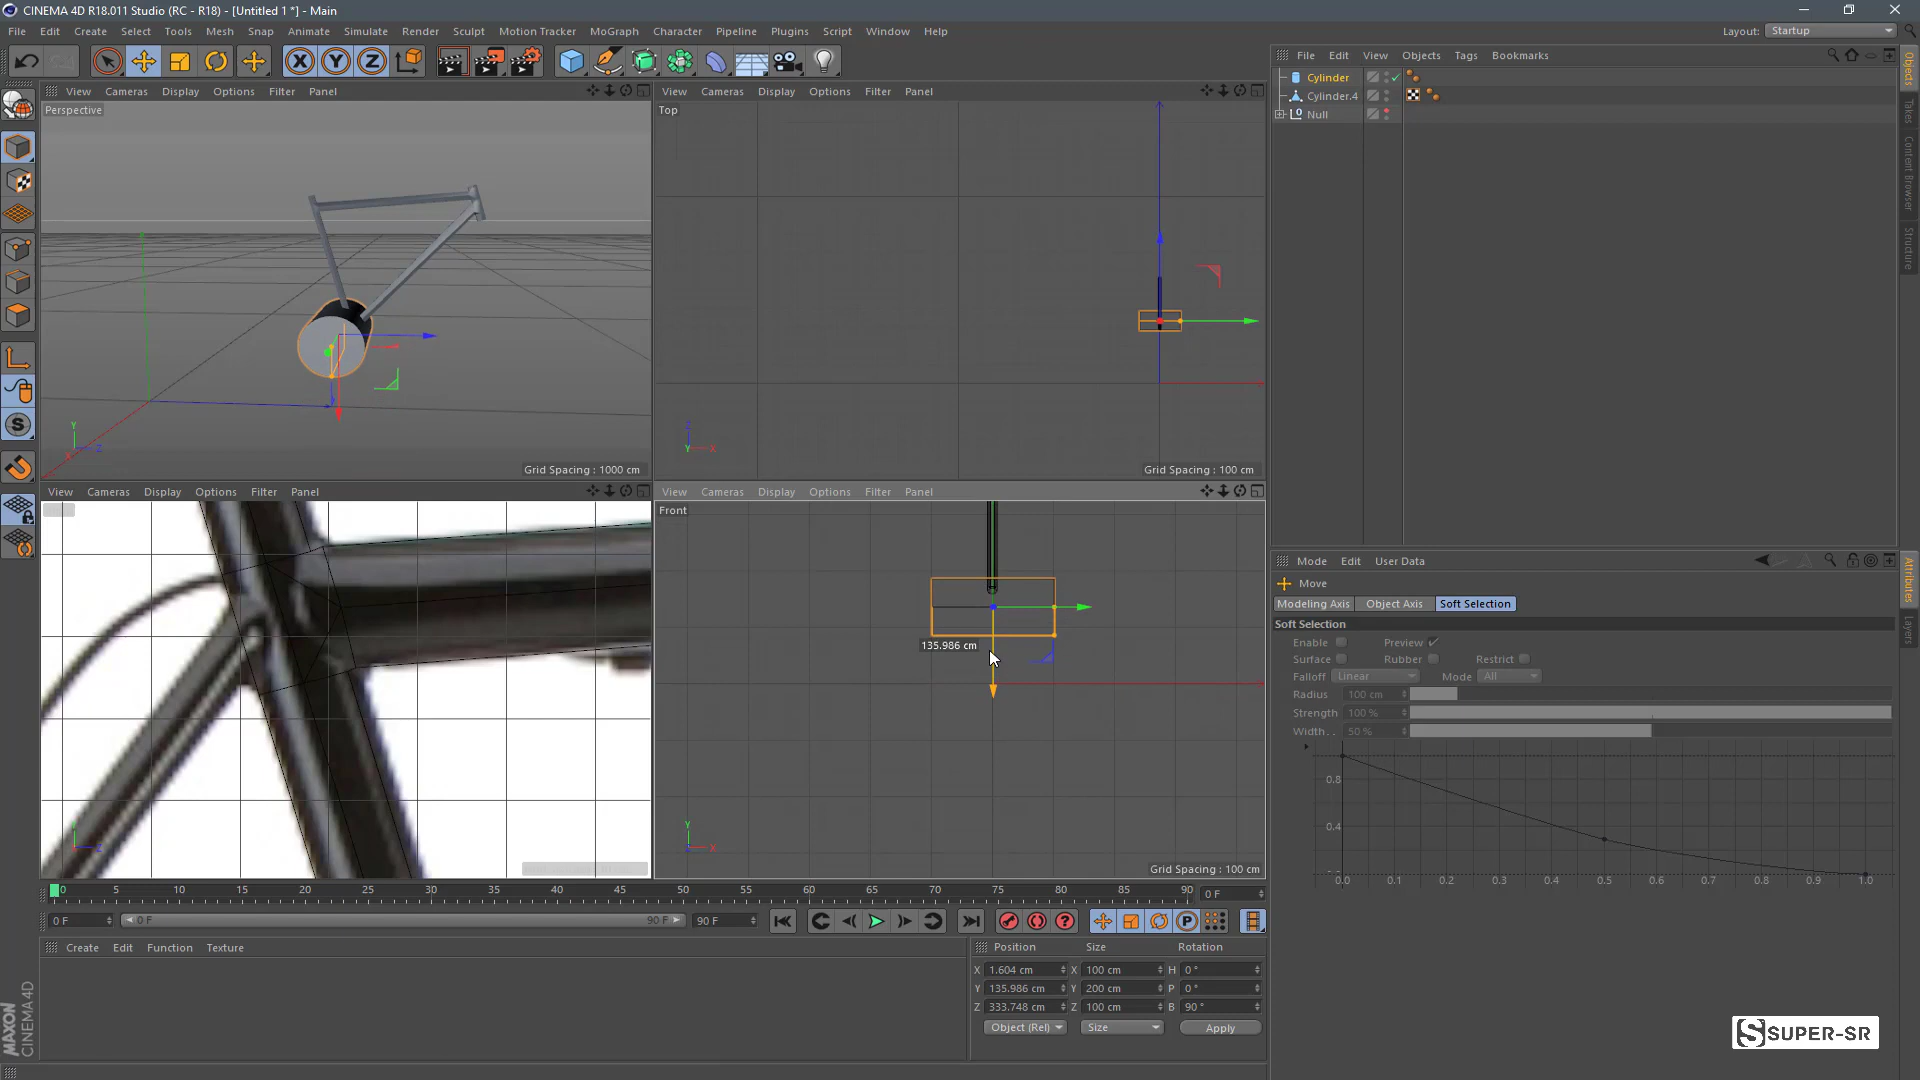 CINEMA 4D R18.011 Studio (RC - R18) - [Untitled 1 *] - Main
File Edit Create Select Tools Mesh Snap Animate Simulate Render Sculpt Motion Tracker MoGraph Character Pipeline Plugins Script Window Help
Layout: Startup
X Y Z
File Edit View Objects Tags Bookmarks
Cylinder
Cylinder.4
Null
Objects
Takes
Content Browser
Structure
View Cameras Display Options Filter Panel
Perspective
Grid Spacing : 1000 cm
View Cameras Display Options Filter Panel
Top
Grid Spacing : 100 cm
View Cameras Display Options Filter Panel
View Cameras Display Options Filter Panel
Front
135.986 cm
Grid Spacing : 100 cm
Mode Edit User Data
Move
Modeling Axis Object Axis Soft Selection
Soft Selection
Enable Preview
Surface Rubber Restrict
Falloff Linear Mode All
Radius 100 cm
Strength 100 %
Width . . 50 %
0.8
0.4
0.0 0.1 0.2 0.3 0.4 0.5 0.6 0.7 0.8 0.9 1.0
Attributes
Layers
0 5 10 15 20 25 30 35 40 45 50 55 60 65 70 75 80 85 90 0 F
0 F 0 F 90 F 90 F
Create Edit Function Texture
Position Size Rotation
X 1.604 cm X 100 cm H 0 °
Y 135.986 cm Y 200 cm P 0 °
Z 333.748 cm Z 100 cm B 90 °
Object (Rel) Size Apply
MAXON CINEMA 4D
SUPER-SR